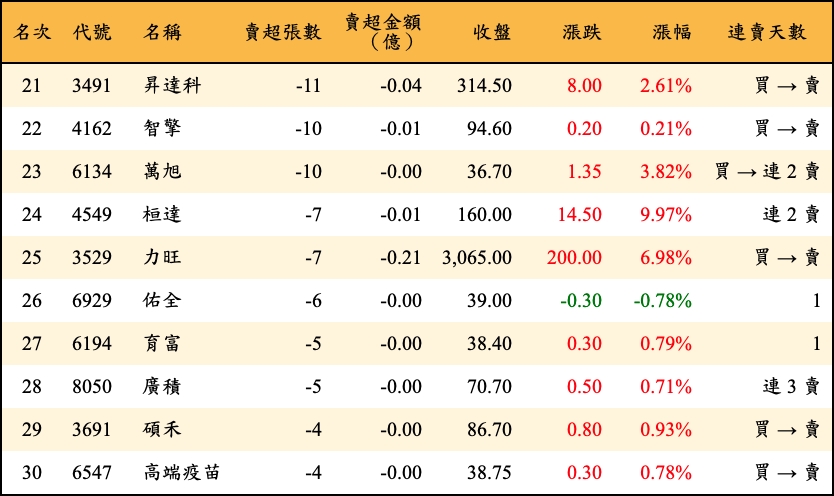 名次 代號 名稱 賣超張數 賣超金額（億） 收盤 漲跌 漲幅 連賣天數
21 3491 昇達科 -11 -0.04 314.50 8.00 2.61% 買 → 賣
22 4162 智擎 -10 -0.01 94.60 0.20 0.21% 買 → 賣
23 6134 萬旭 -10 -0.00 36.70 1.35 3.82% 買 → 連 2 賣
24 4549 桓達 -7 -0.01 160.00 14.50 9.97% 連 2 賣
25 3529 力旺 -7 -0.21 3,065.00 200.00 6.98% 買 → 賣
26 6929 佑全 -6 -0.00 39.00 -0.30 -0.78% 1
27 6194 育富 -5 -0.00 38.40 0.30 0.79% 1
28 8050 廣積 -5 -0.00 70.70 0.50 0.71% 連 3 賣
29 3691 碩禾 -4 -0.00 86.70 0.80 0.93% 買 → 賣
30 6547 高端疫苗 -4 -0.00 38.75 0.30 0.78% 買 → 賣